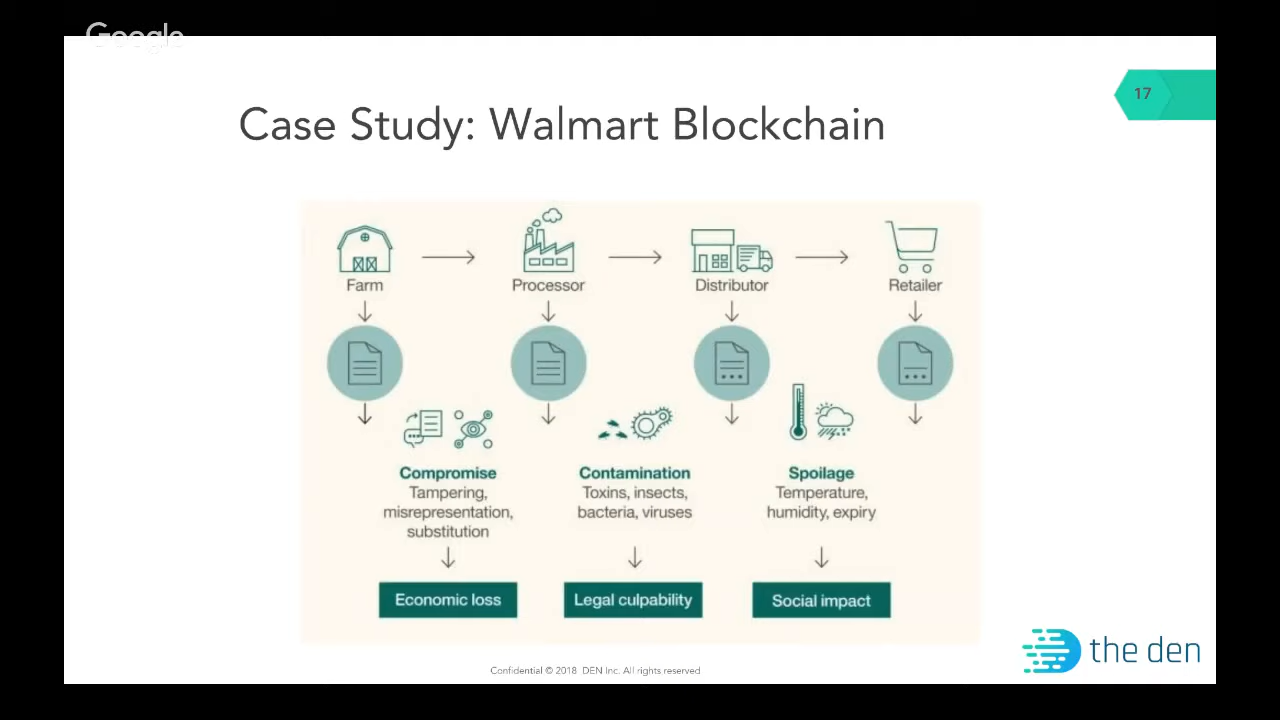 Google
17
Case Study: Walmart Blockchain
Farm
Processor
Distributor
Retailer
Compromise
Tampering,
misrepresentation,
substitution
Contamination
Toxins, insects,
bacteria, viruses
Spoilage
Temperature,
humidity, expiry
Economic loss
Legal culpability
Social impact
Confidential © 2018 DEN Inc. All rights reserved
the den